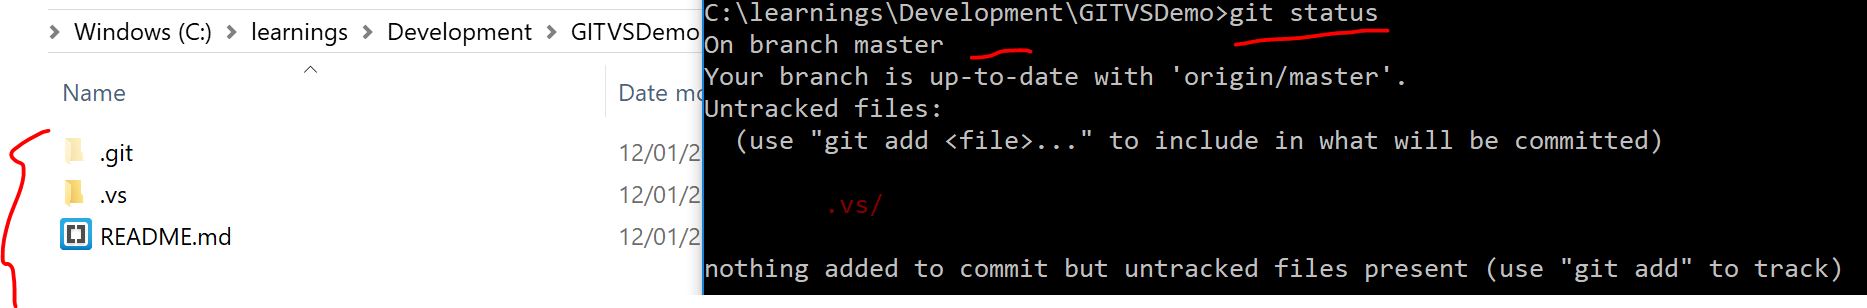 Windows (C:) > learnings > Development > GITVSDemo
Name Date mo
.git 12/01/2
.vs 12/01/2
README.md 12/01/2
C:\learnings\Development\GITVSDemo>git status
On branch master
Your branch is up-to-date with 'origin/master'.
Untracked files:
(use "git add <file>..." to include in what will be committed)
.vs/
nothing added to commit but untracked files present (use "git add" to track)